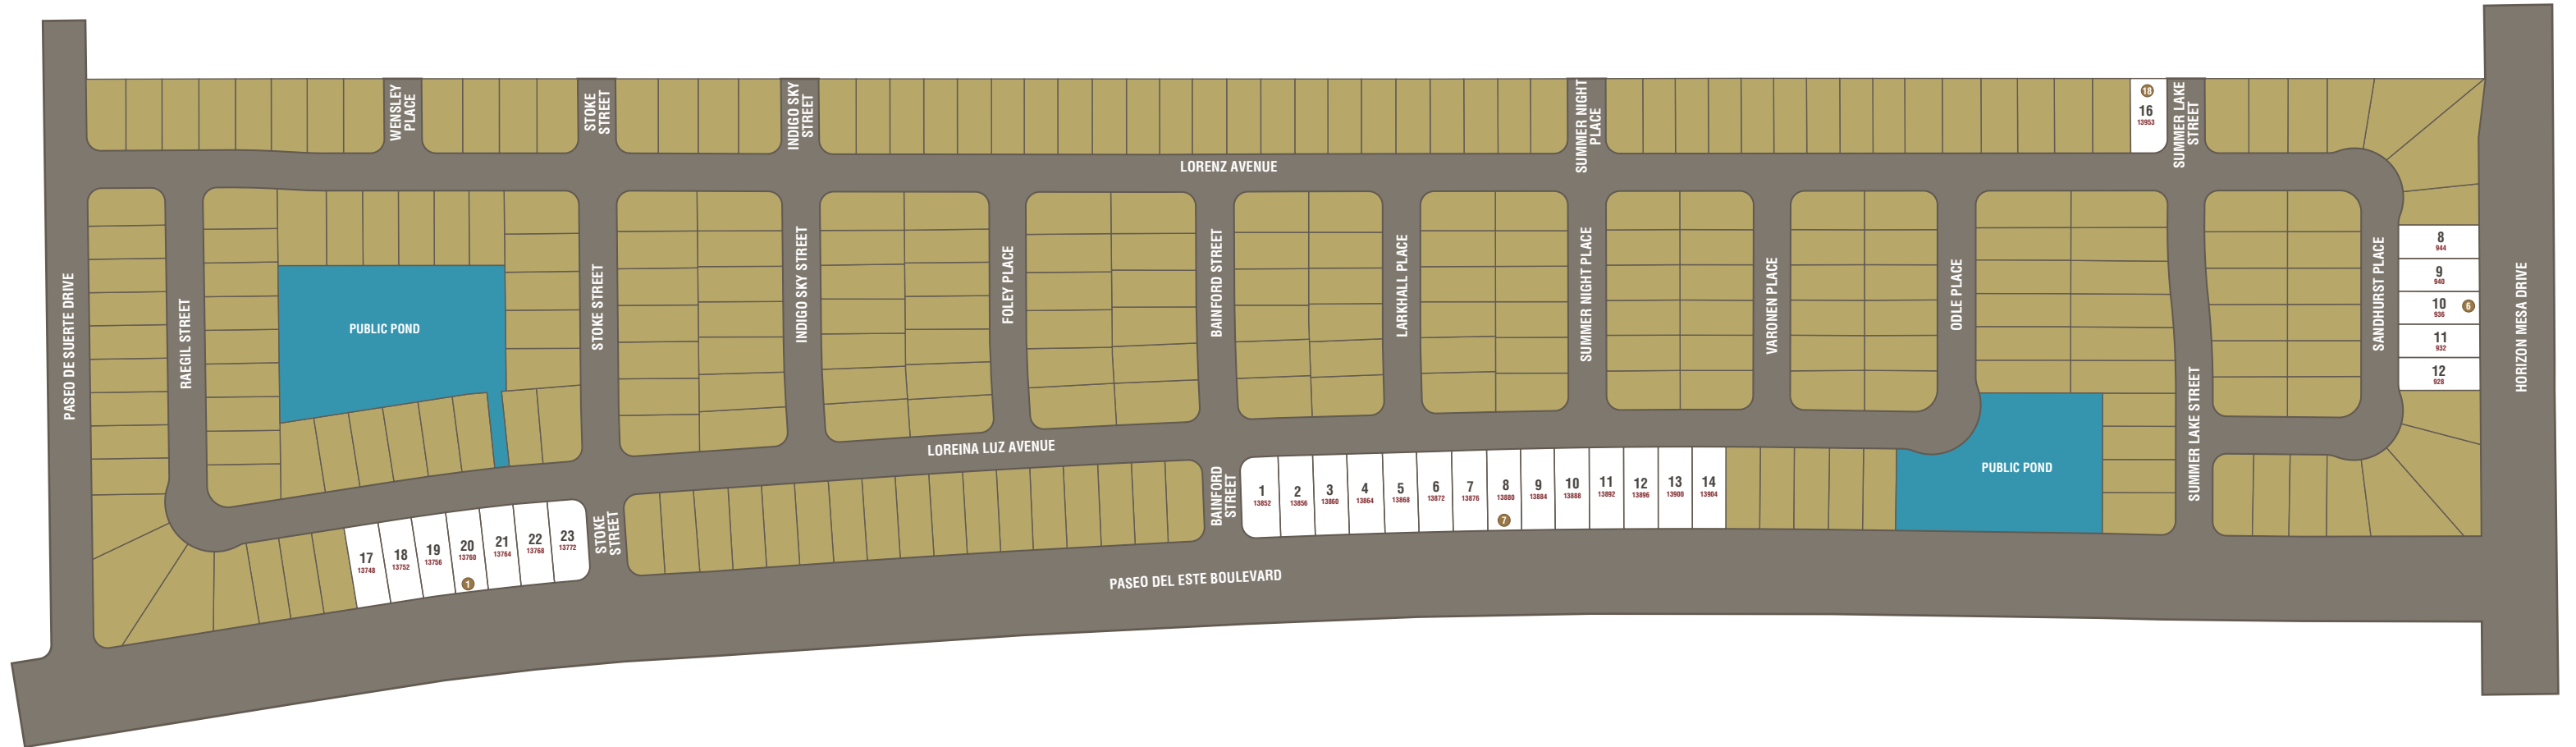 WENSLEY
PLACE
STOKE
STREET
INDIGO SKY
STREET
SUMMER NIGHT
PLACE
18
16
13953
SUMMER LAKE
STREET
LORENZ AVENUE
PASEO DE SUERTE DRIVE
RAEGIL STREET
PUBLIC POND
STOKE STREET
INDIGO SKY STREET
FOLEY PLACE
BAINFORD STREET
LARKHALL PLACE
SUMMER NIGHT PLACE
VARONEN PLACE
ODLE PLACE
SUMMER LAKE STREET
SANDHURST PLACE
8
944
9
940
10
936
6
11
932
12
928
HORIZON MESA DRIVE
LOREINA LUZ AVENUE
PUBLIC POND
BAINFORD
STREET
1
13852
2
13856
3
13860
4
13864
5
13868
6
13872
7
13876
8
13880
7
9
13884
10
13888
11
13892
12
13896
13
13900
14
13904
17
13748
18
13752
19
13756
20
13760
1
21
13764
22
13768
23
13772
STOKE
STREET
PASEO DEL ESTE BOULEVARD